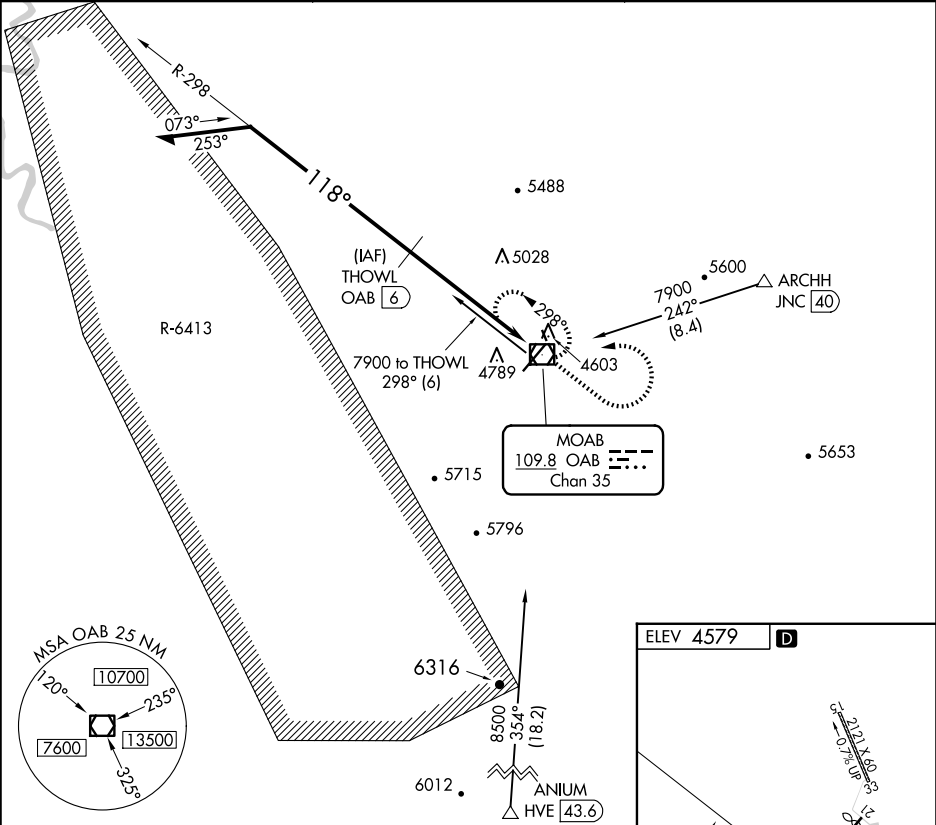 R-298
073°
253°
118°
5488
(IAF)
THOWL
OAB 6
5028
5600
ARCHH
JNC 40
7900
242°
(8.4)
R-6413
298°
7900 to THOWL
298° (6)
4789
4603
MOAB
109.8 OAB
Chan 35
5653
5715
5796
MSA OAB 25 NM
120°
10700
235°
7600
13500
325°
6316
8500
354°
(18.2)
6012
ANIUM
HVE 43.6
ELEV 4579
D
15
2121 X 60
0.7% UP
33
21